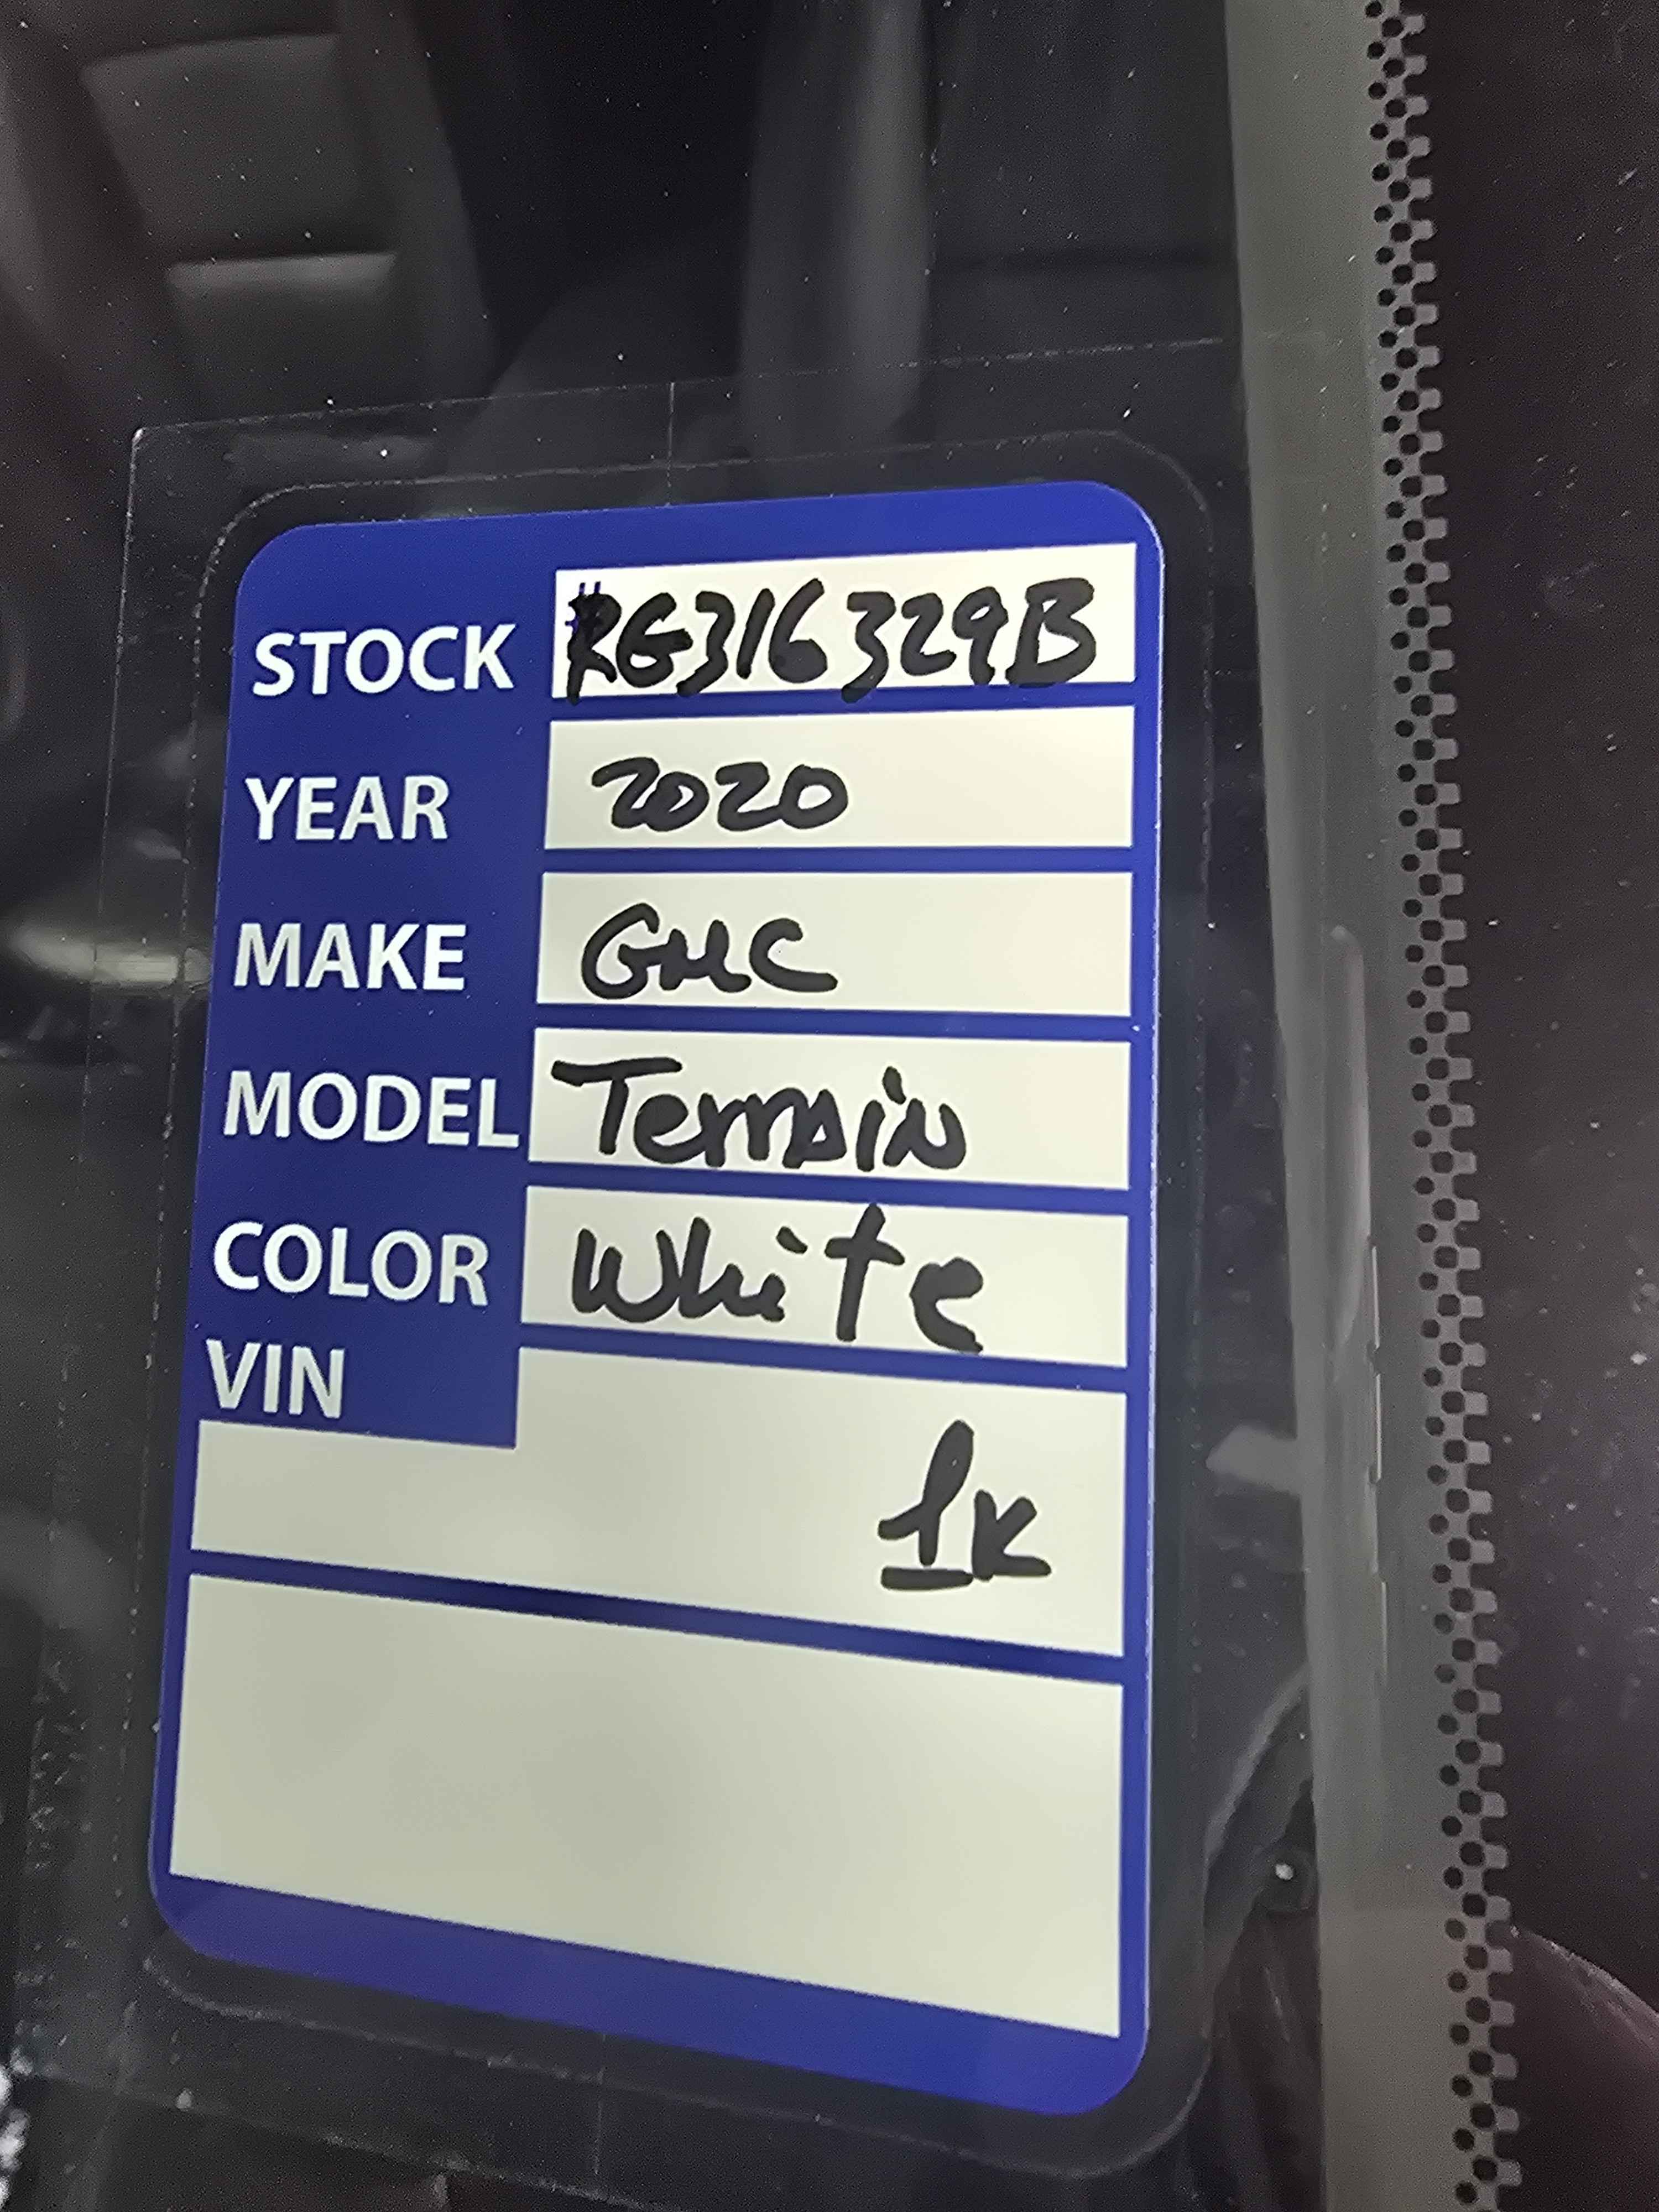 STOCK #RG316329B
YEAR 2020
MAKE GMC
MODEL Terrain
COLOR White
VIN
1K